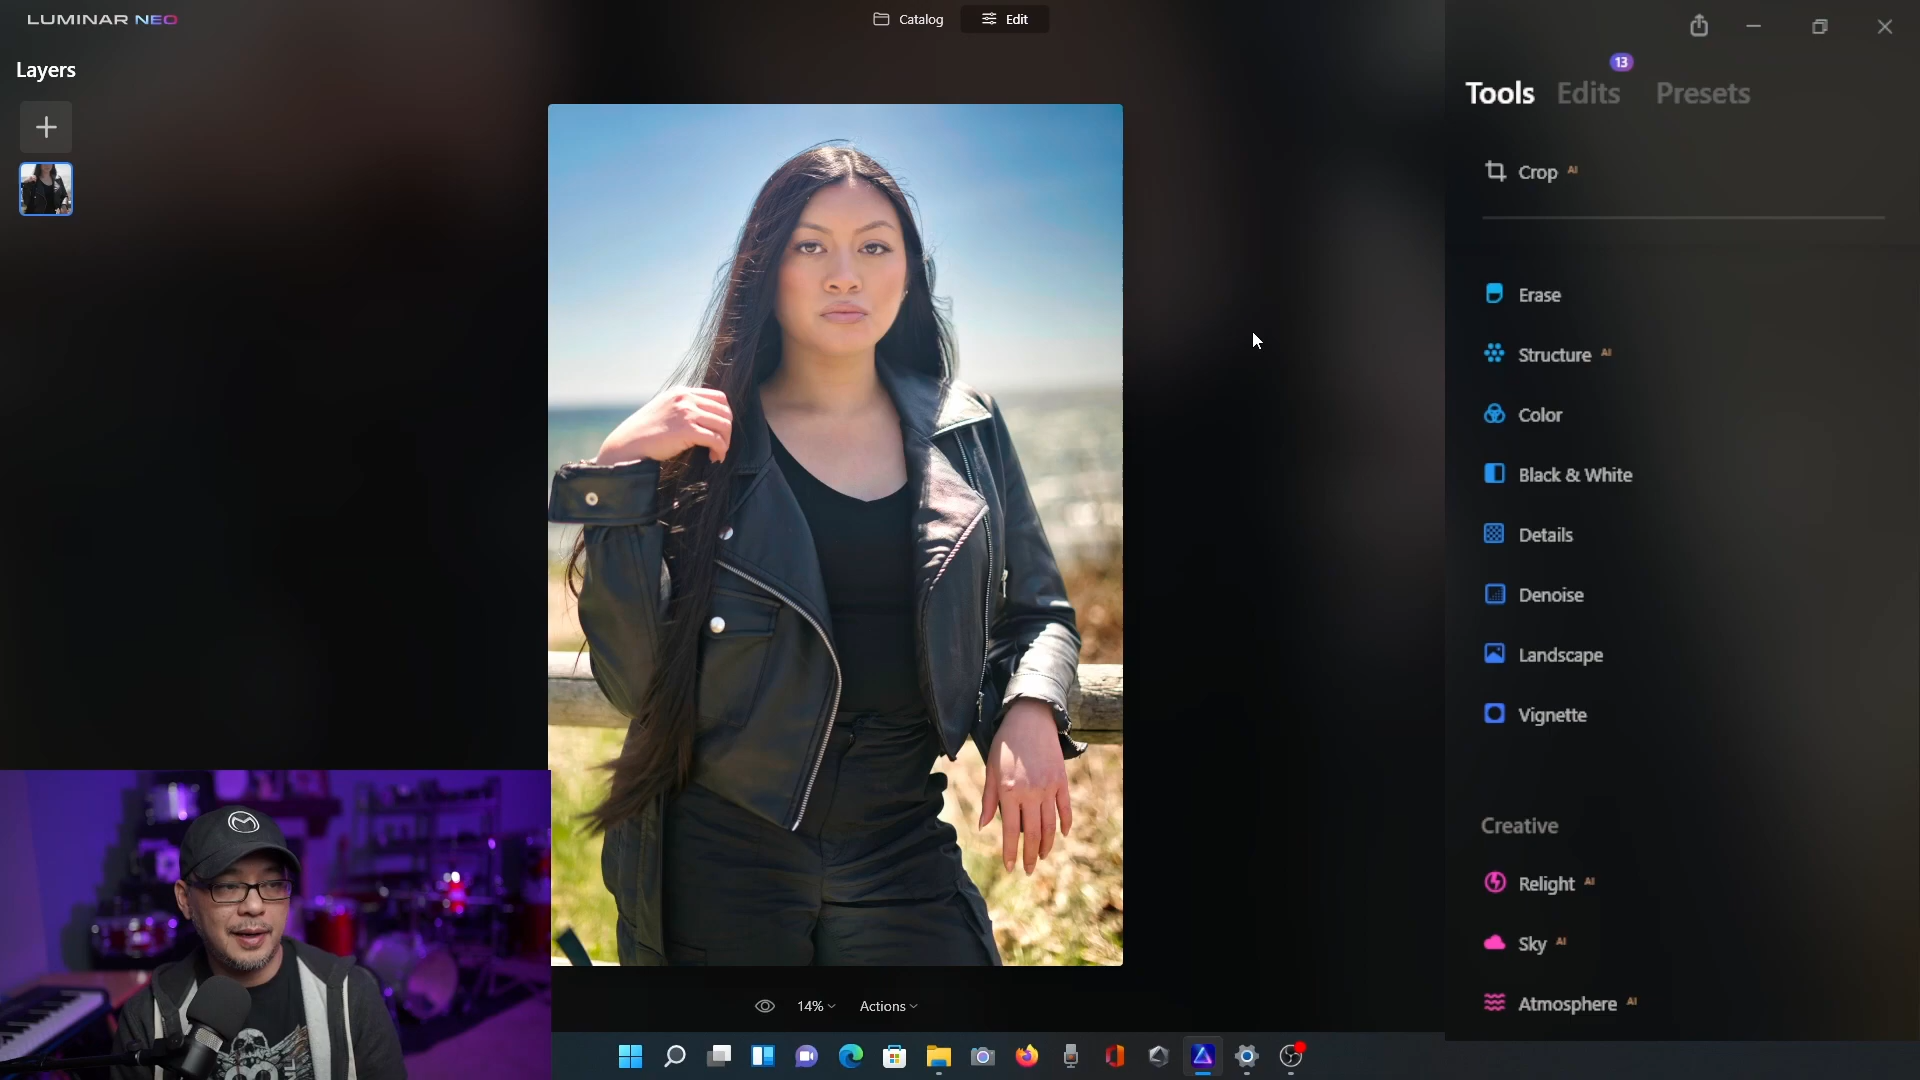 LUMINAR NEO
Catalog
Edit
Layers
13
Tools
Edits
Presets
Crop AI
Erase
Structure AI
Color
Black & White
Details
Denoise
Landscape
Vignette
Creative
Relight AI
Sky AI
Atmosphere AI
14%
Actions